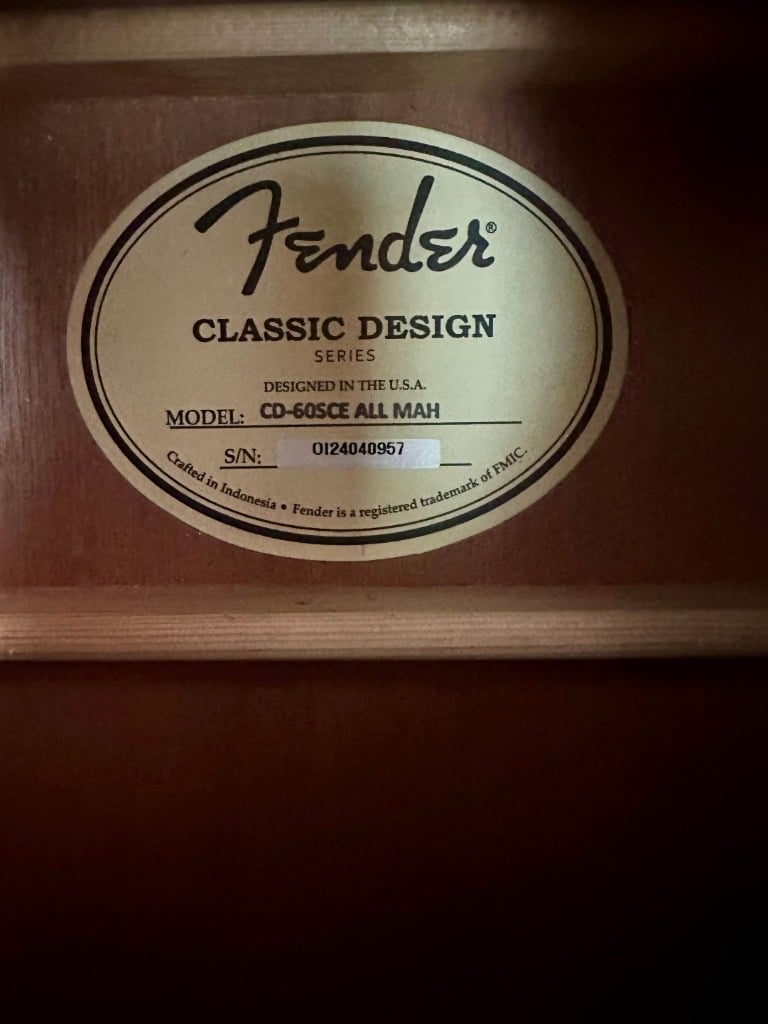 Fender®
CLASSIC DESIGN
SERIES
DESIGNED IN THE U.S.A.
MODEL: CD-60SCE ALL MAH
S/N: OI24040957
Crafted in Indonesia • Fender is a registered trademark of FMIC.